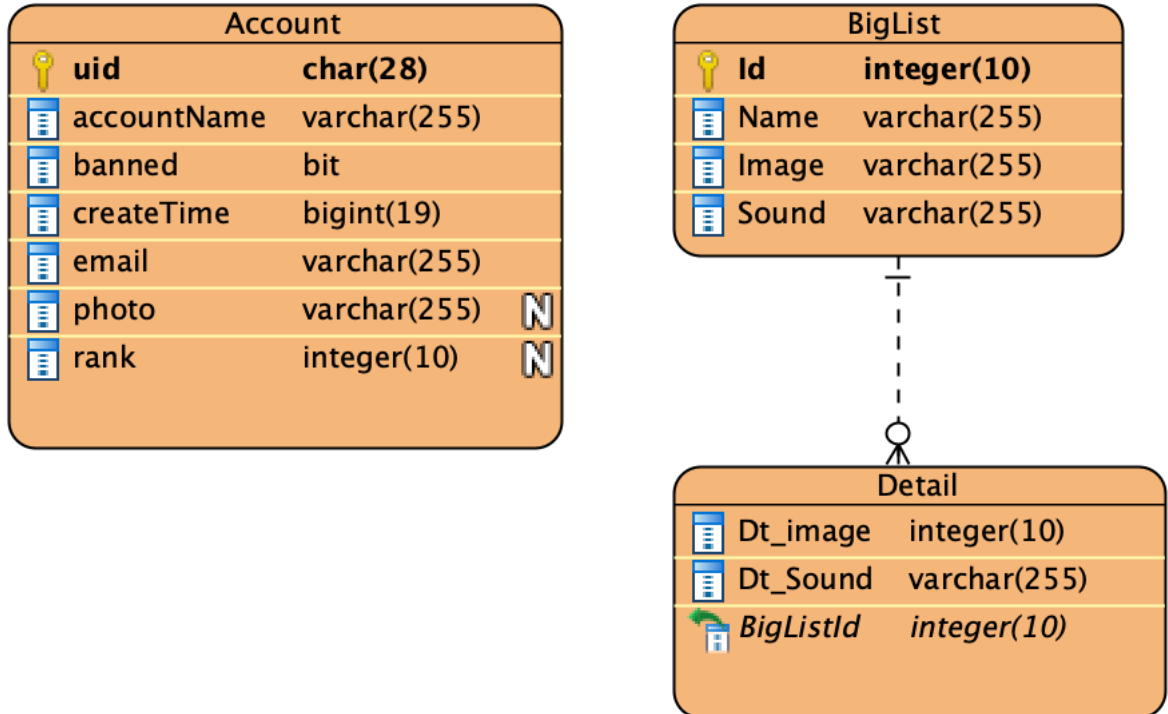 Account
uid char(28)
accountName varchar(255)
banned bit
createTime bigint(19)
email varchar(255)
photo varchar(255) N
rank integer(10) N
BigList
Id integer(10)
Name varchar(255)
Image varchar(255)
Sound varchar(255)
Detail
Dt_image integer(10)
Dt_Sound varchar(255)
BigListId integer(10)